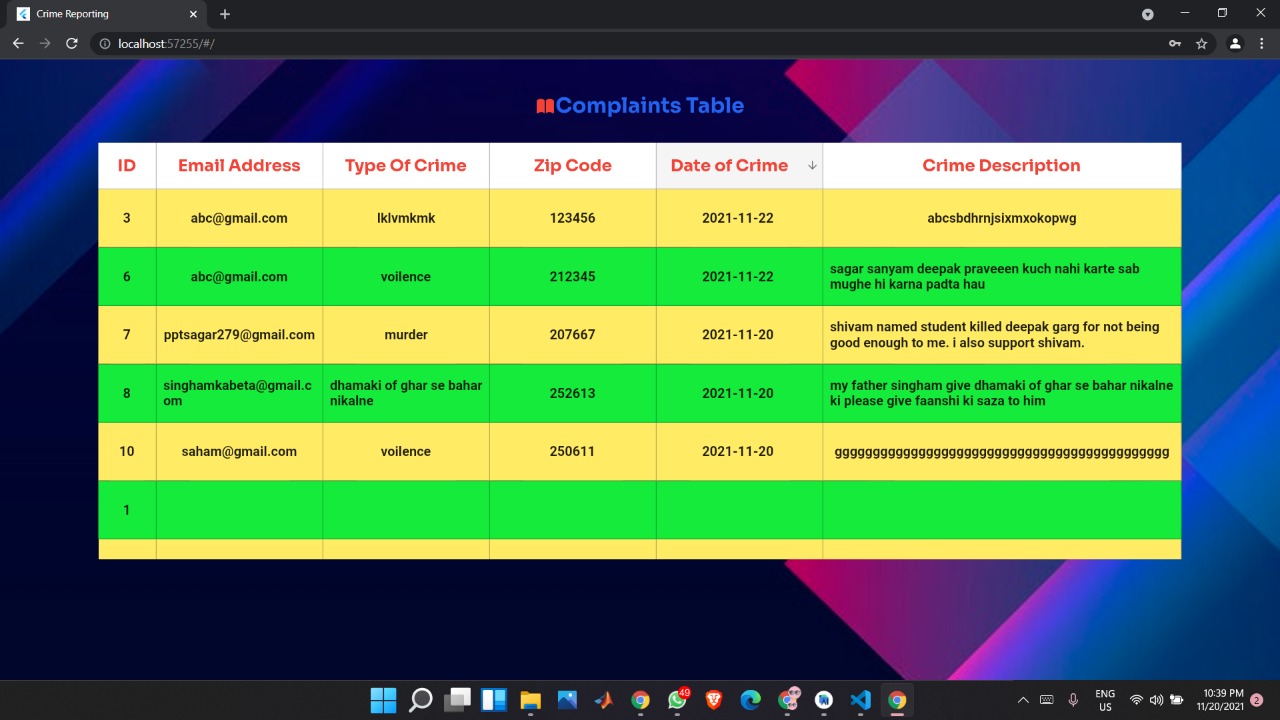 Crime Reporting
localhost:57255/#/
Complaints Table
ID Email Address Type Of Crime Zip Code Date of Crime Crime Description
3 abc@gmail.com lklvmkmk 123456 2021-11-22 abcsbdhrnjsixmxokopwg
6 abc@gmail.com voilence 212345 2021-11-22 sagar sanyam deepak praveeen kuch nahi karte sab
mughe hi karna padta hau
7 pptsagar279@gmail.com murder 207667 2021-11-20 shivam named student killed deepak garg for not being
good enough to me. i also support shivam.
8 singhamkabeta@gmail.c dhamaki of ghar se bahar 252613 2021-11-20 my father singham give dhamaki of ghar se bahar nikalne
om nikalne ki please give faanshi ki saza to him
10 saham@gmail.com voilence 250611 2021-11-20 gggggggggggggggggggggggggggggggggggggggggggg
1
49
ENG
US
10:39 PM
11/20/2021
2